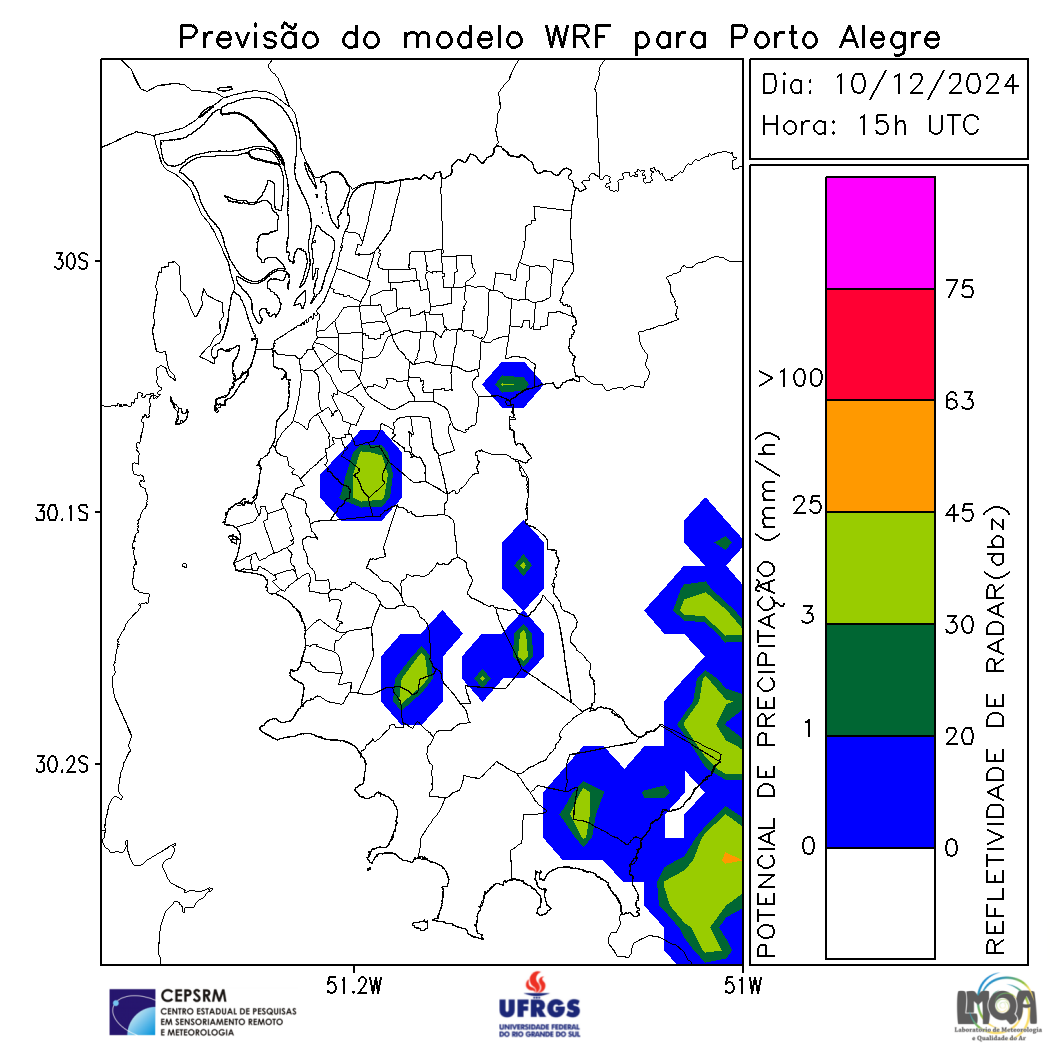 Previsão do modelo WRF para Porto Alegre
Dia: 10/12/2024
Hora: 15h UTC
30S
30.1S
30.2S
51.2W
51W
POTENCIAL DE PRECIPITAÇÃO (mm/h)
>100
25
3
1
0
75
63
45
30
20
0
REFLETIVIDADE DE RADAR(dbz)
CEPSRM
CENTRO ESTADUAL DE PESQUISAS
EM SENSORIAMENTO REMOTO
E METEOROLOGIA
UFRGS
UNIVERSIDADE FEDERAL
DO RIO GRANDE DO SUL
LMQA
Laboratório de Meteorologia
e Qualidade do Ar